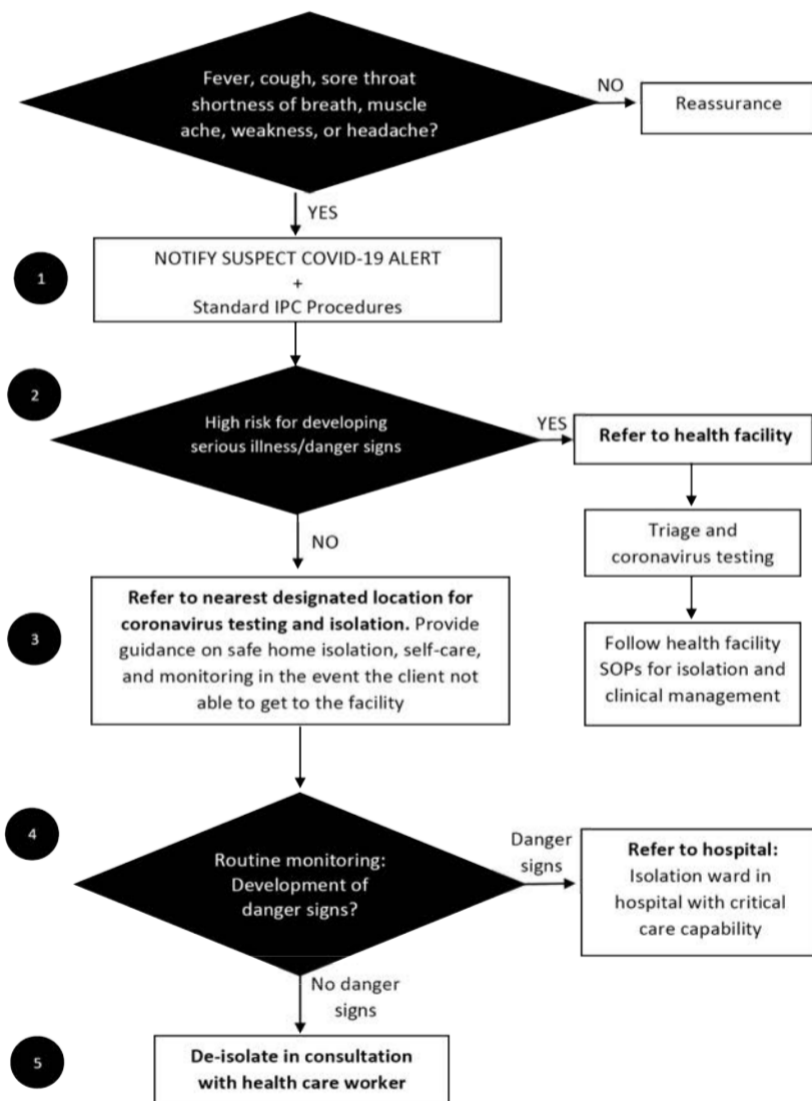 Fever, cough, sore throat
shortness of breath, muscle
ache, weakness, or headache?
NO
Reassurance
YES
1
NOTIFY SUSPECT COVID-19 ALERT
+
Standard IPC Procedures
2
High risk for developing
serious illness/danger signs
YES
Refer to health facility
NO
Triage and
coronavirus testing
3
Refer to nearest designated location for
coronavirus testing and isolation. Provide
guidance on safe home isolation, self-care,
and monitoring in the event the client not
able to get to the facility
Follow health facility
SOPs for isolation and
clinical management
4
Routine monitoring:
Development of
danger signs?
Danger
signs
Refer to hospital:
Isolation ward in
hospital with critical
care capability
No danger
signs
5
De-isolate in consultation
with health care worker